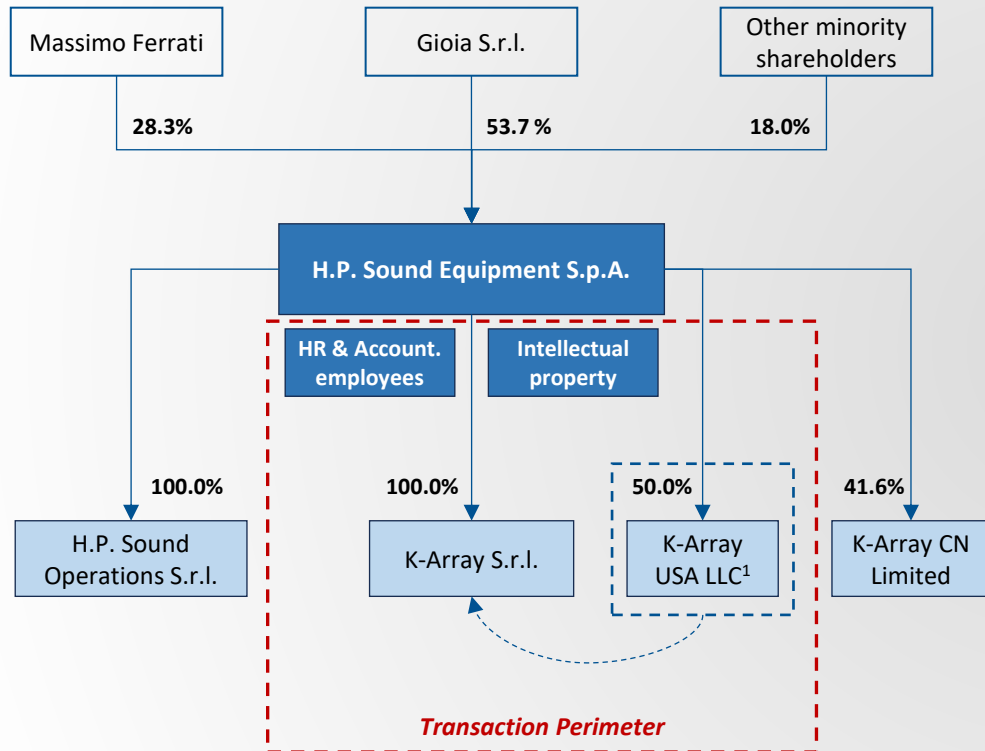 Massimo Ferrati
Gioia S.r.l.
Other minority
shareholders
28.3%
53.7 %
18.0%
H.P. Sound Equipment S.p.A.
HR & Account.
employees
Intellectual
property
100.0%
100.0%
50.0%
41.6%
H.P. Sound
Operations S.r.l.
K-Array S.r.l.
K-Array
USA LLC¹
K-Array CN
Limited
Transaction Perimeter